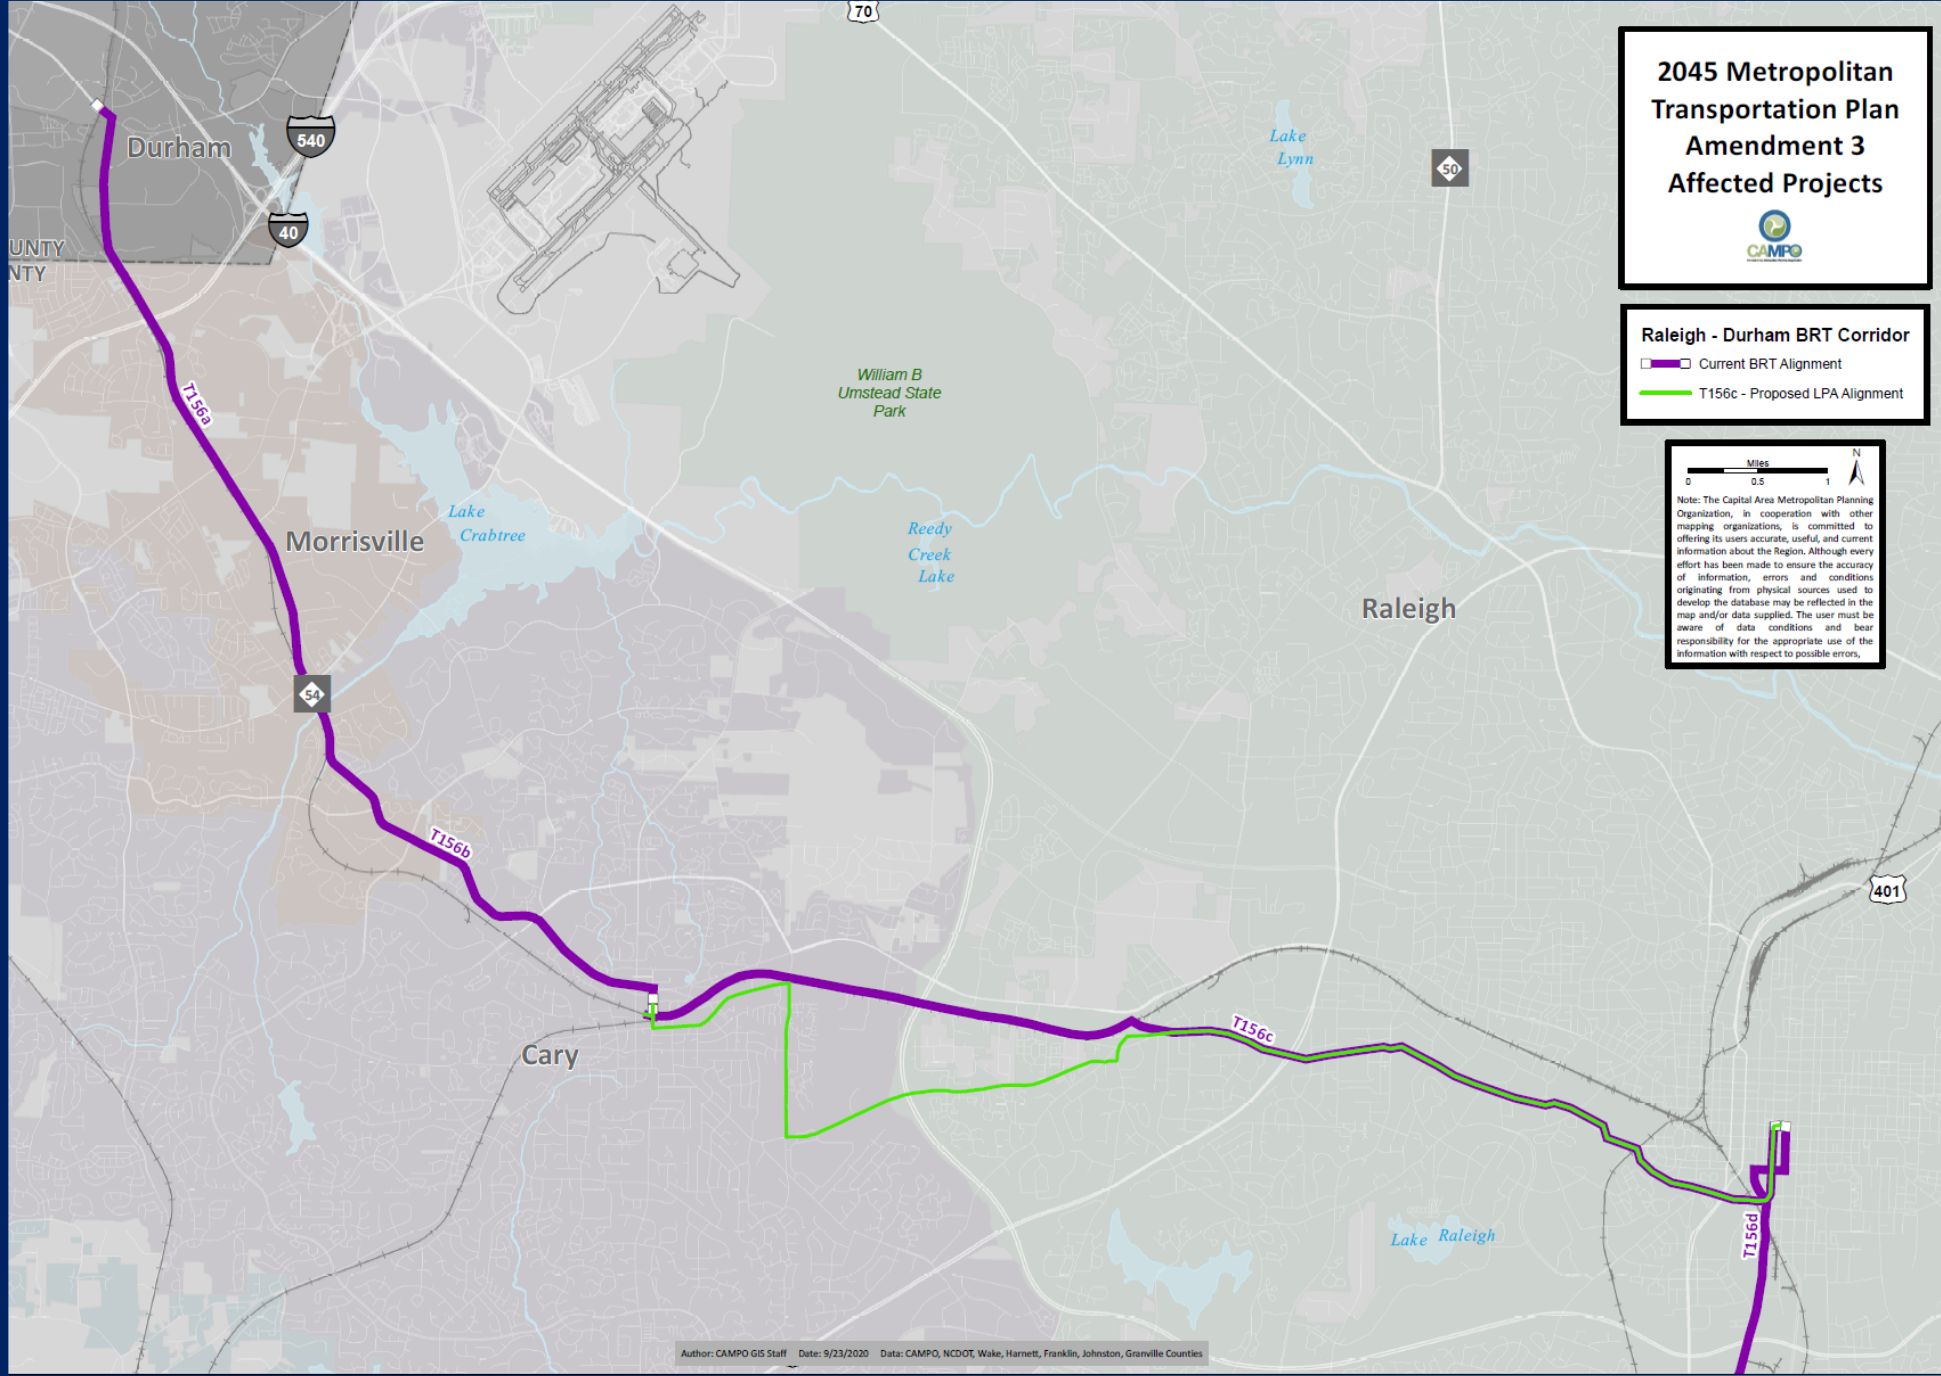 70
2045 Metropolitan
Transportation Plan
Amendment 3
Affected Projects
CAMPO
Raleigh - Durham BRT Corridor
Current BRT Alignment
T156c - Proposed LPA Alignment
Miles
N
0 0.5 1
Note: The Capital Area Metropolitan Planning
Organization, in cooperation with other
mapping organizations, is committed to
offering its users accurate, useful, and current
information about the Region. Although every
effort has been made to ensure the accuracy
of information, errors and conditions
originating from physical sources used to
develop the database may be reflected in the
map and/or data supplied. The user must be
aware of data conditions and bear
responsibility for the appropriate use of the
information with respect to possible errors,
Durham
540
40
UNTY
NTY
Lake
Lynn
50
William B
Umstead State
Park
T156a
Lake
Crabtree
Morrisville
Reedy
Creek
Lake
Raleigh
54
T156b
401
Cary
T156c
T156d
Lake Raleigh
Author: CAMPO GIS Staff Date: 9/23/2020 Data: CAMPO, NCDOT, Wake, Harnett, Franklin, Johnston, Granville Counties